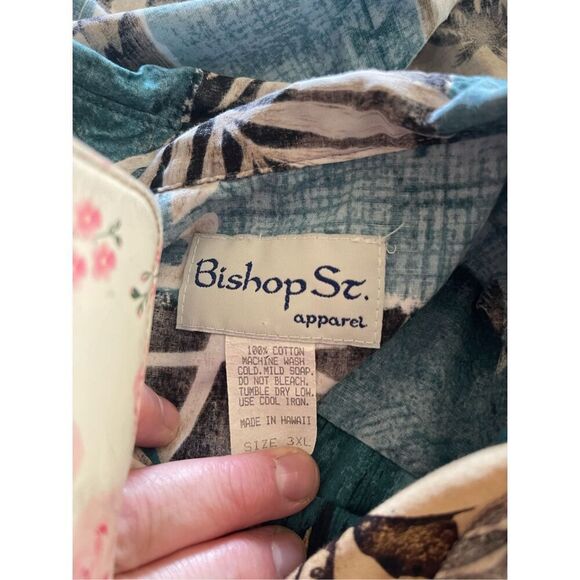 Bishop St.
apparel
100% COTTON
MACHINE WASH
COLD. MILD SOAP.
DO NOT BLEACH.
TUMBLE DRY LOW.
USE COOL IRON.
MADE IN HAWAII
SIZE 3XL